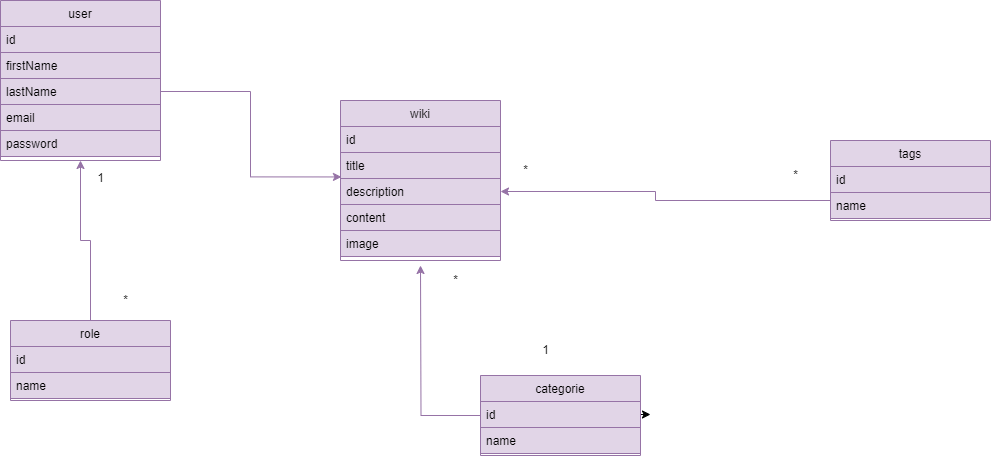 user
id
firstName
lastName
email
password
1
*
role
id
name
wiki
id
title
description
content
image
*
*
tags
id
name
*
1
categorie
id
name